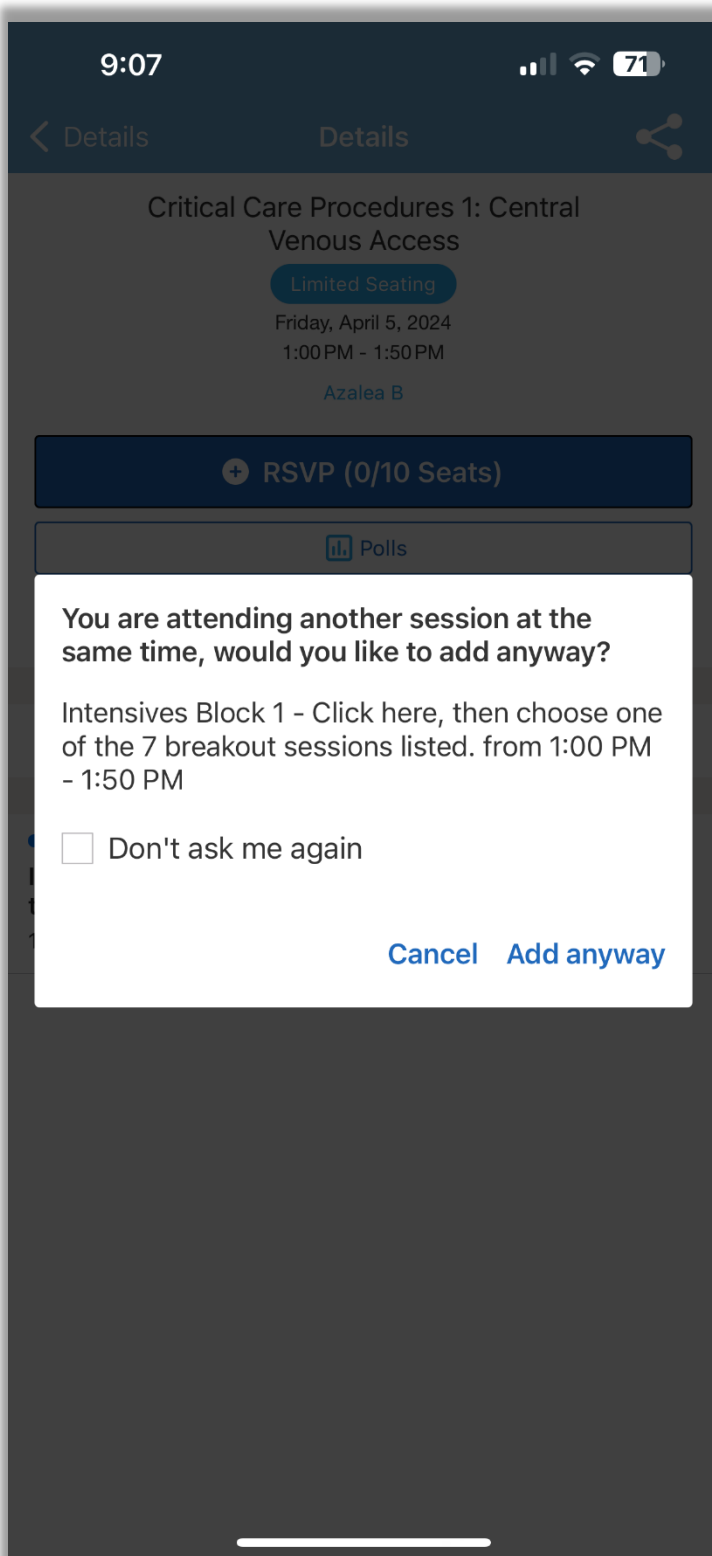 9:07
71
Details
Details
Critical Care Procedures 1: Central
Venous Access
Limited Seating
Friday, April 5, 2024
1:00 PM - 1:50 PM
Azalea B
RSVP (0/10 Seats)
Polls
You are attending another session at the
same time, would you like to add anyway?
Intensives Block 1 - Click here, then choose one
of the 7 breakout sessions listed. from 1:00 PM
- 1:50 PM
Don't ask me again
Cancel
Add anyway